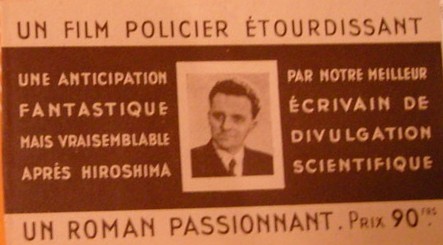 UN FILM POLICIER ÉTOURDISSANT
UNE ANTICIPATION
FANTASTIQUE
MAIS VRAISEMBLABLE
APRÉS HIROSHIMA
PAR NOTRE MEILLEUR
ÉCRIVAIN DE
DIVULGATION
SCIENTIFIQUE
UN ROMAN PASSIONNANT. PRIX 90 FRS.